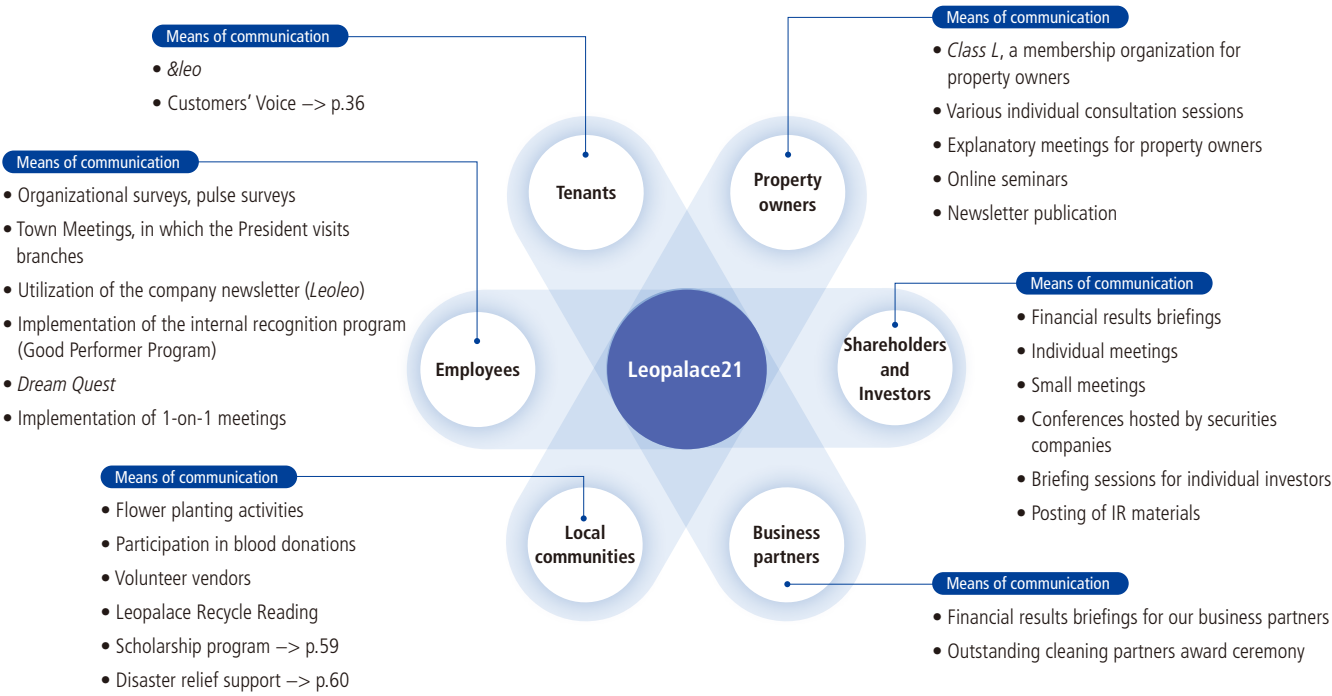 Means of communication
• &leo
• Customers' Voice –> p.36
Means of communication
• Class L, a membership organization for
property owners
• Various individual consultation sessions
• Explanatory meetings for property owners
• Online seminars
• Newsletter publication
Means of communication
• Organizational surveys, pulse surveys
• Town Meetings, in which the President visits
branches
• Utilization of the company newsletter (Leoleo)
• Implementation of the internal recognition program
(Good Performer Program)
• Dream Quest
• Implementation of 1-on-1 meetings
Tenants
Property
owners
Employees
Leopalace21
Shareholders
and
Investors
Local
communities
Business
partners
Means of communication
• Financial results briefings
• Individual meetings
• Small meetings
• Conferences hosted by securities
companies
• Briefing sessions for individual investors
• Posting of IR materials
Means of communication
• Flower planting activities
• Participation in blood donations
• Volunteer vendors
• Leopalace Recycle Reading
• Scholarship program –> p.59
• Disaster relief support –> p.60
Means of communication
• Financial results briefings for our business partners
• Outstanding cleaning partners award ceremony